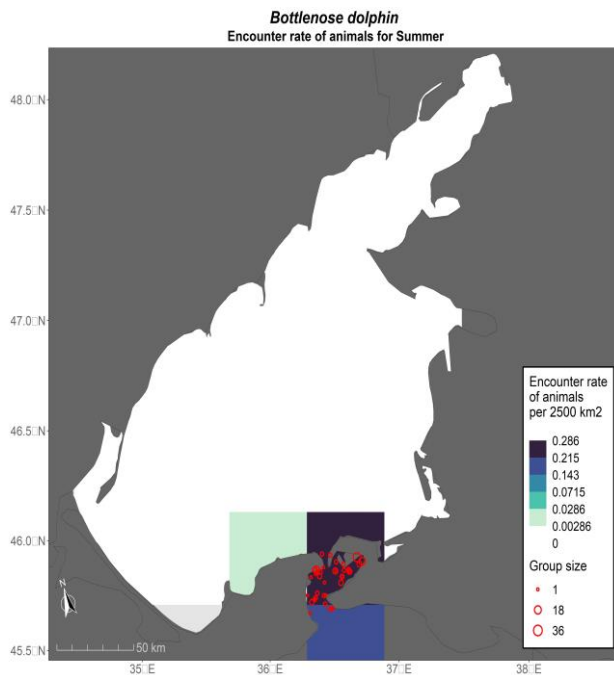 Bottlenose dolphin
Encounter rate of animals for Summer
48.0□N
47.5□N
47.0□N
46.5□N
46.0□N
45.5□N
35□E
36□E
37□E
38□E
N
50 km
Encounter rate
of animals
per 2500 km2
0.286
0.215
0.143
0.0715
0.0286
0.00286
0
Group size
1
18
36